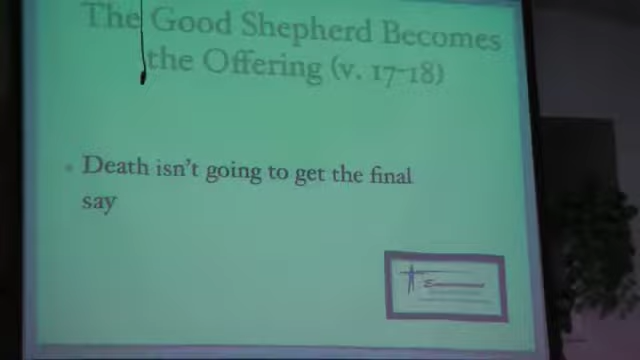 The Good Shepherd Becomes
the Offering (v. 17-18)
Death isn't going to get the final
say